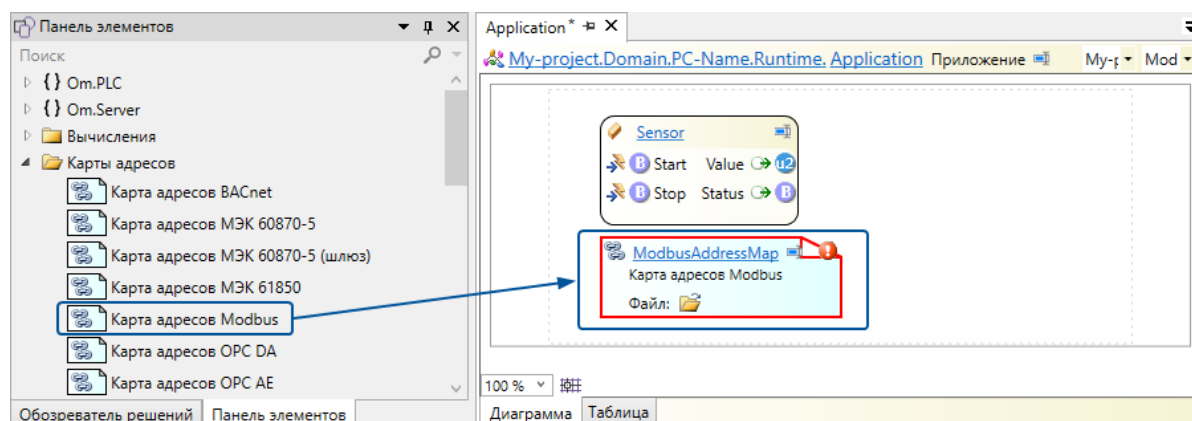 Панель элементов
Поиск
{} Om.PLC
{} Om.Server
Вычисления
Карты адресов
Карта адресов BACnet
Карта адресов МЭК 60870-5
Карта адресов МЭК 60870-5 (шлюз)
Карта адресов МЭК 61850
Карта адресов Modbus
Карта адресов OPC DA
Карта адресов OPC AE
Обозреватель решений Панель элементов
Application*
My-project.Domain.PC-Name.Runtime. Application Приложение My-p Mod
Sensor
B Start Value u2
B Stop Status B
ModbusAddressMap
Карта адресов Modbus
Файл:
100 %
Диаграмма Таблица